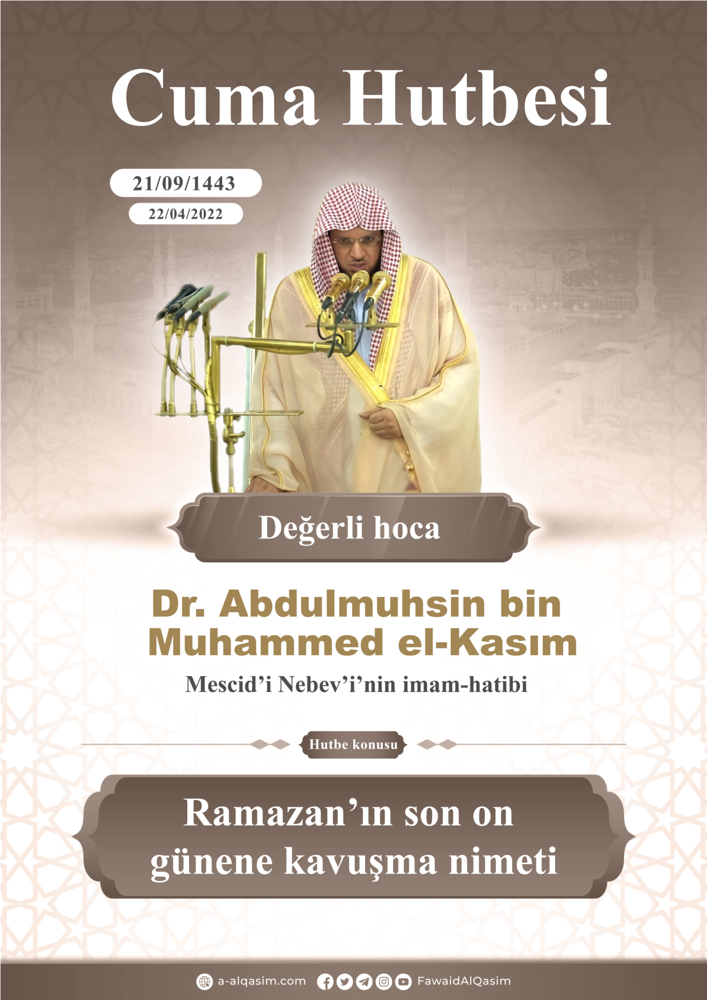 Cuma Hutbesi
21/09/1443
22/04/2022
Değerli hoca
Dr. Abdulmuhsin bin
Muhammed el-Kasım
Mescid’i Nebev’i’nin imam-hatibi
Hutbe konusu
Ramazan’ın son on
günene kavuşma nimeti
a-alqasim.com FawaidAlQasim